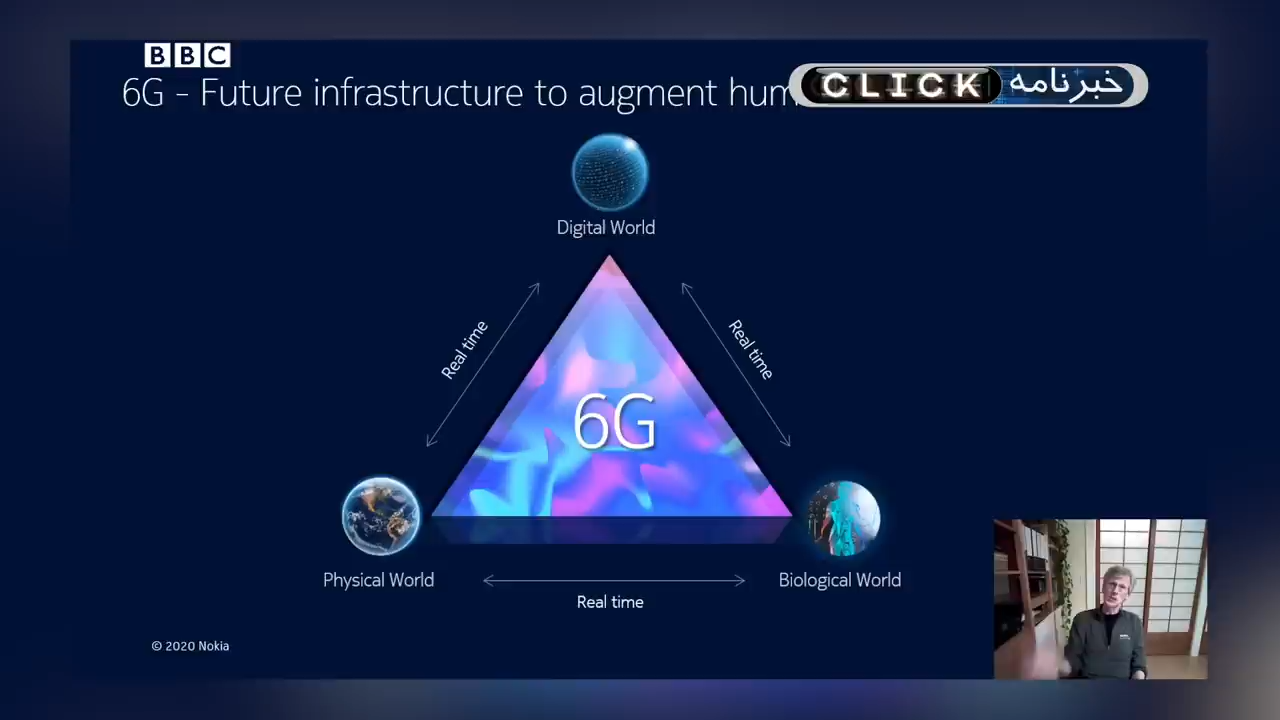 BBC
6G - Future infrastructure to augment hum
CLICK خبرنامه
Digital World
Real time
Real time
6G
Physical World
Biological World
Real time
© 2020 Nokia